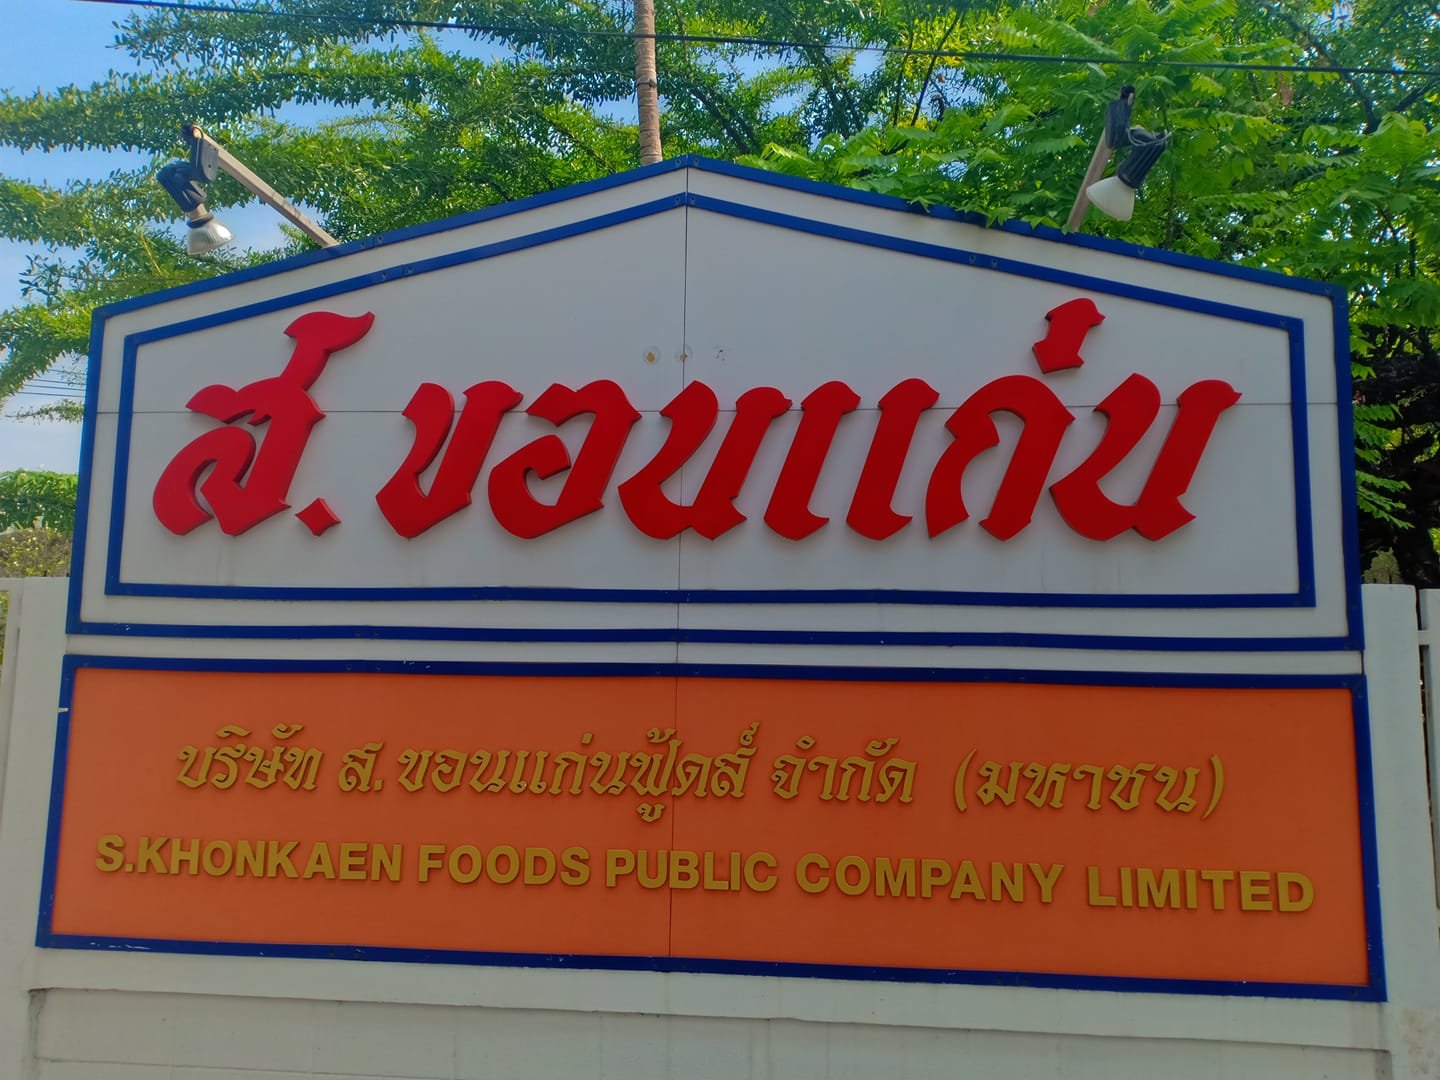 ส. ขอนแก่น
บริษัท ส. ขอนแก่นฟู้ดส์ จำกัด (มหาชน)
S.KHONKAEN FOODS PUBLIC COMPANY LIMITED